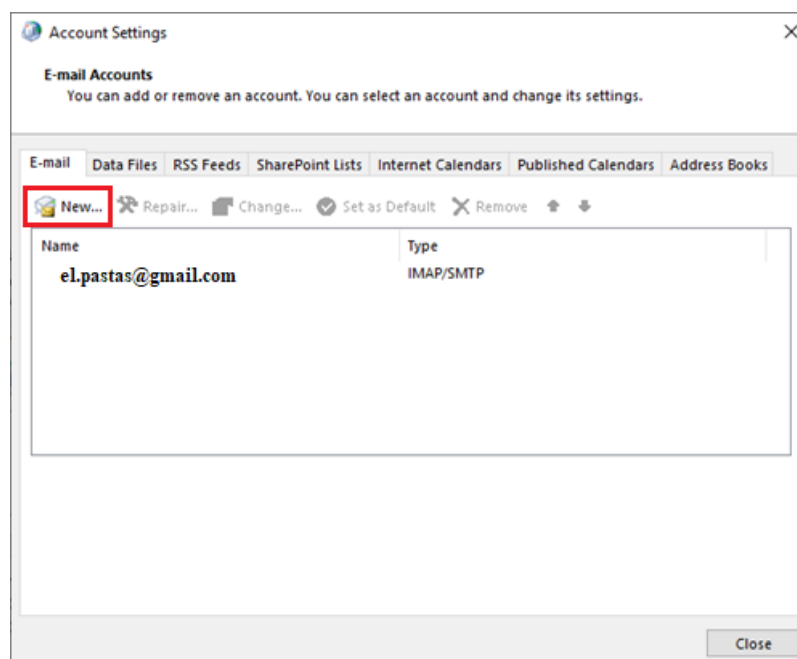 Account Settings
E-mail Accounts
You can add or remove an account. You can select an account and change its settings.
E-mail Data Files RSS Feeds SharePoint Lists Internet Calendars Published Calendars Address Books
New... Repair... Change... Set as Default Remove
Name Type
el.pastas@gmail.com IMAP/SMTP
Close